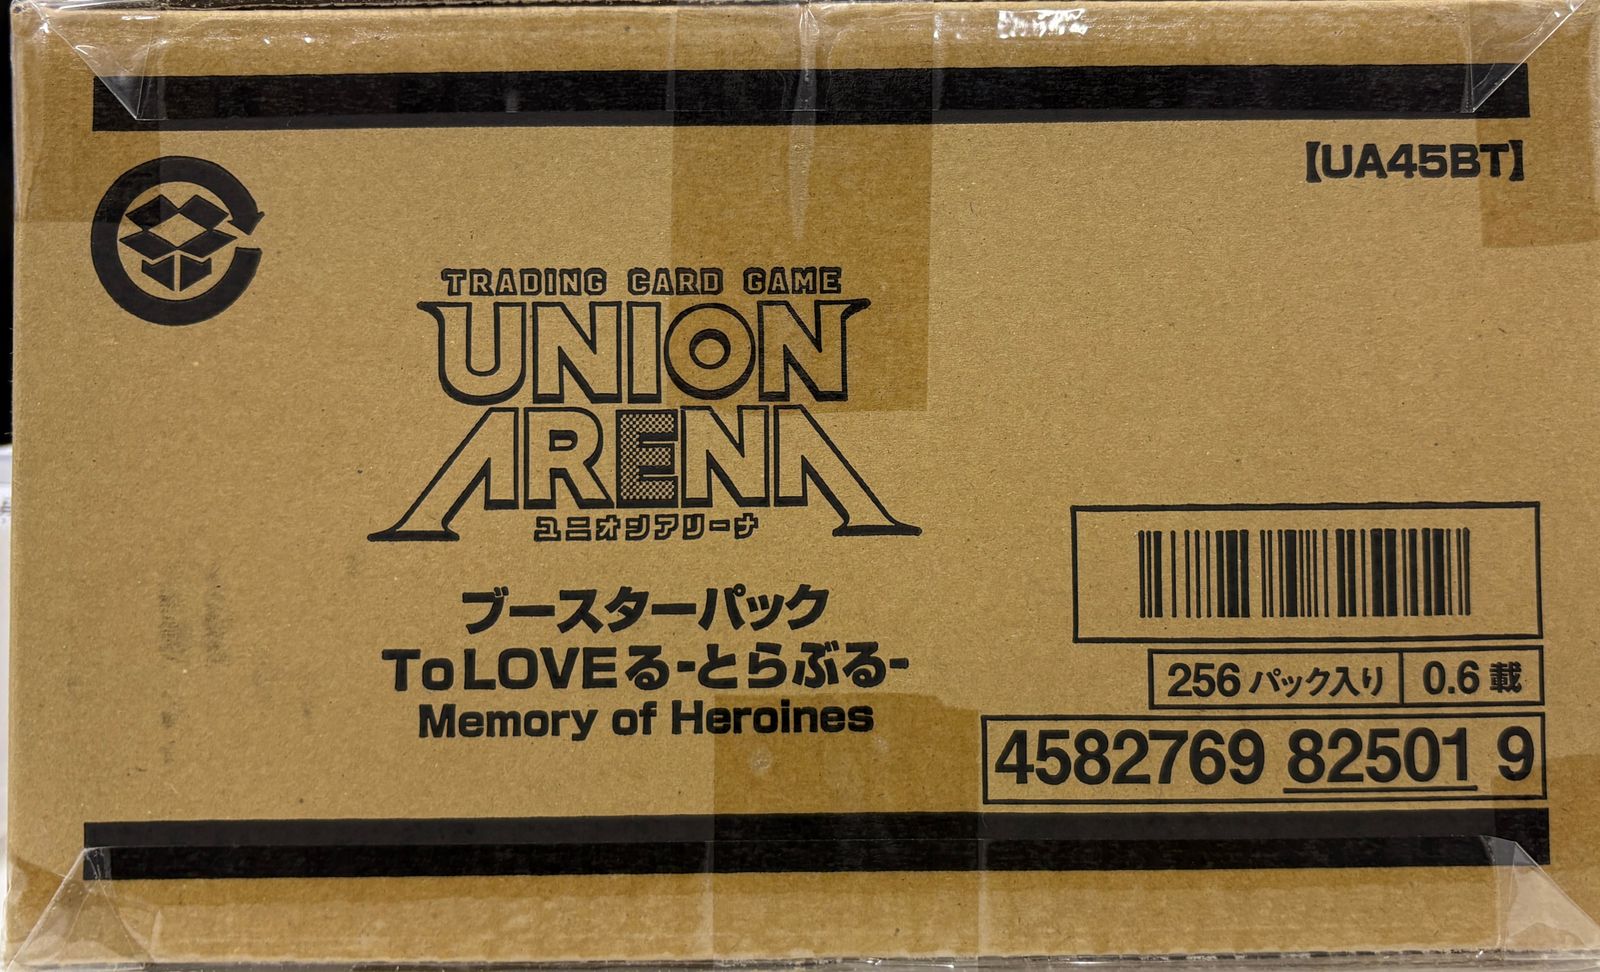 【UA45BT】
TRADING CARD GAME
UNION
ARENA
ユニオンアリーナ
ブースターパック
To LOVEる -とらぶる-
Memory of Heroines
256 パック入り
0.6 載
4582769 82501 9